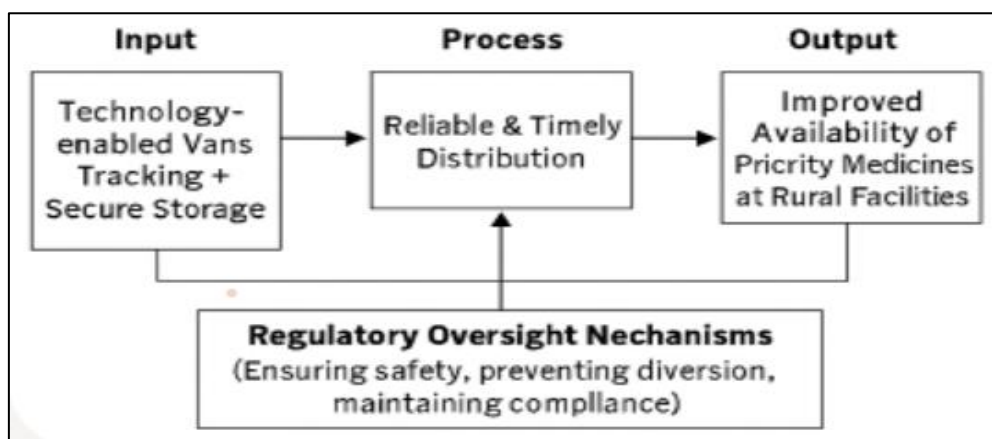 Input
Process
Output
Technology-
enabled Vans
Tracking +
Secure Storage
Reliable & Timely
Distribution
Improved
Availability of
Pricrity Medicines
at Rural Facilities
Regulatory Oversight Nechanisms
(Ensuring safety, preventing diversion,
maintaining compllance)